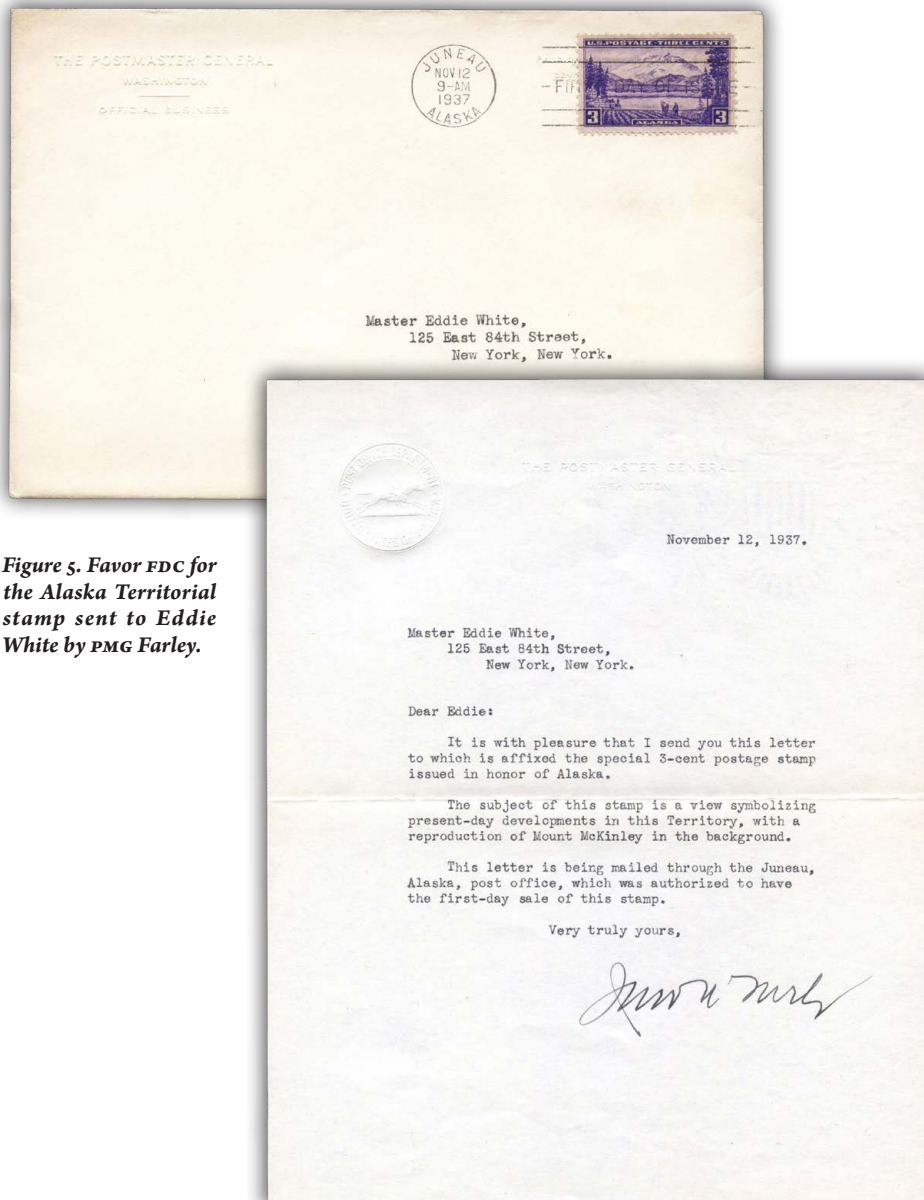 THE POSTMASTER GENERAL
WASHINGTON
OFFICIAL BUSINESS
JUNEAU
NOV 12
9-AM
1937
ALASKA
U.S. POSTAGE-THREE CENTS
DAY OF
3 ALASKA 3
Master Eddie White,
125 East 84th Street,
New York, New York.
Figure 5. Favor FDC for
the Alaska Territorial
stamp sent to Eddie
White by PMG Farley.
THE POSTMASTER GENERAL
WASHINGTON
November 12, 1937.
Master Eddie White,
125 East 84th Street,
New York, New York.
Dear Eddie:
It is with pleasure that I send you this letter
to which is affixed the special 3-cent postage stamp
issued in honor of Alaska.
The subject of this stamp is a view symbolizing
present-day developments in this Territory, with a
reproduction of Mount McKinley in the background.
This letter is being mailed through the Juneau,
Alaska, post office, which was authorized to have
the first-day sale of this stamp.
Very truly yours,